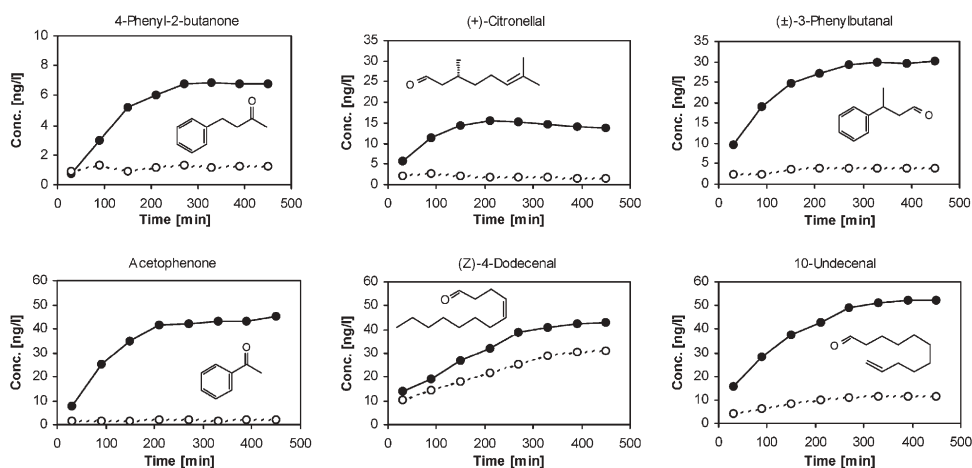 4-Phenyl-2-butanone
Conc. [ng/l]
10
8
6
4
2
0
0 100 200 300 400 500
Time [min]
O
(+)-Citronellal
Conc. [ng/l]
35
30
25
20
15
10
5
0
0 100 200 300 400 500
Time [min]
O
(±)-3-Phenylbutanal
Conc. [ng/l]
35
30
25
20
15
10
5
0
0 100 200 300 400 500
Time [min]
O
Acetophenone
Conc. [ng/l]
60
50
40
30
20
10
0
0 100 200 300 400 500
Time [min]
O
(Z)-4-Dodecenal
Conc. [ng/l]
60
50
40
30
20
10
0
0 100 200 300 400 500
Time [min]
O
10-Undecenal
Conc. [ng/l]
60
50
40
30
20
10
0
0 100 200 300 400 500
Time [min]
O